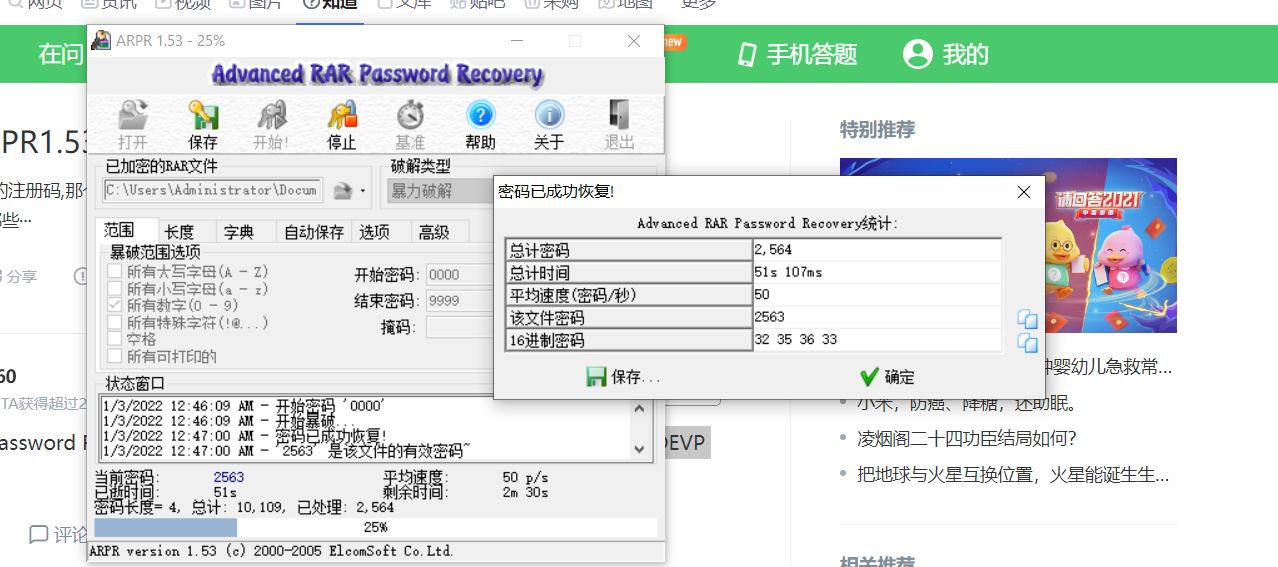 网页 资讯 视频 图片 知道 文库 贴吧 采购 地图 更多
在问
new
手机答题
我的
ARPR 1.53 - 25%
Advanced RAR Password Recovery
打开 保存 开始! 停止 基准 帮助 关于 退出
PR1.53
的注册码,那
那些…
分享
60
TA获得超过2
assword
DEVP
评论
已加密的RAR文件
C:\Users\Administrator\Docum
破解类型
暴力破解
范围 长度 字典 自动保存 选项 高级
暴破范围选项
所有大写字母(A - Z)
所有小写字母(a - z)
所有数字(0 - 9)
所有特殊字符(!@...)
空格
所有可打印的
开始密码: 0000
结束密码: 9999
掩码:
状态窗口
1/3/2022 12:46:09 AM - 开始密码 '0000'
1/3/2022 12:46:09 AM - 开始暴破...
1/3/2022 12:47:00 AM - 密码已成功恢复!
1/3/2022 12:47:00 AM - '2563' 是该文件的有效密码~
当前密码: 2563
平均速度: 50 p/s
已逝时间: 51s
剩余时间: 2m 30s
密码长度= 4, 总计: 10,109, 已处理: 2,564
25%
ARPR version 1.53 (c) 2000-2005 ElcomSoft Co.Ltd.
密码已成功恢复!
Advanced RAR Password Recovery统计:
总计密码 2,564
总计时间 51s 107ms
平均速度(密码/秒) 50
该文件密码 2563
16进制密码 32 35 36 33
保存...
确定
特别推荐
请回答2021
种婴幼儿急救常...
小米，防癌、降糖，还助眠。
凌烟阁二十四功臣结局如何?
把地球与火星互换位置，火星能诞生生...
相关推荐